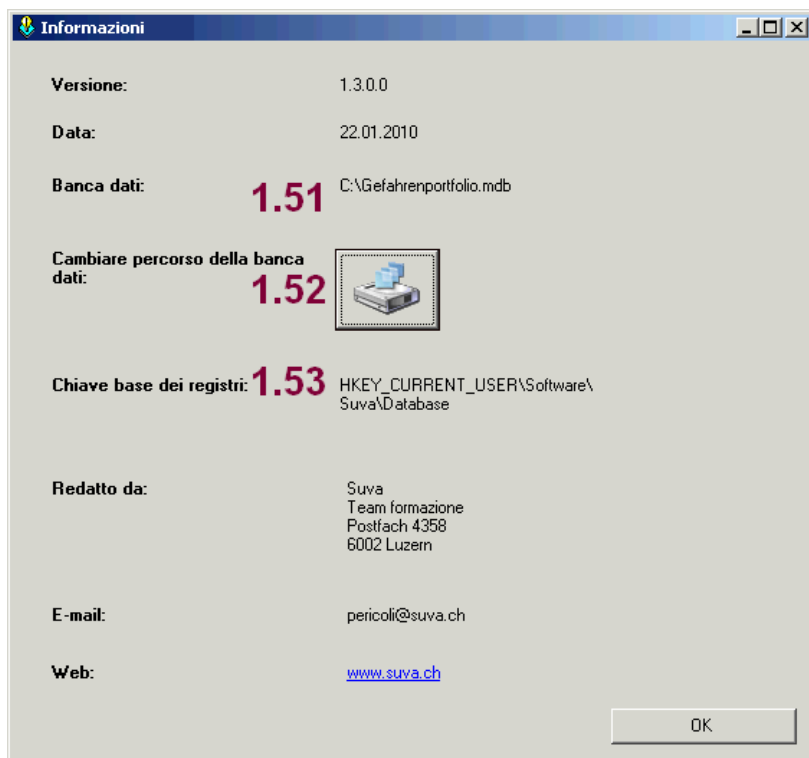 Informazioni
Versione: 1.3.0.0
Data: 22.01.2010
Banca dati: 1.51 C:\Gefahrenportfolio.mdb
Cambiare percorso della banca
dati: 1.52
Chiave base dei registri: 1.53 HKEY_CURRENT_USER\Software\
Suva\Database
Redatto da: Suva
Team formazione
Postfach 4358
6002 Luzern
E-mail: pericoli@suva.ch
Web: www.suva.ch
OK